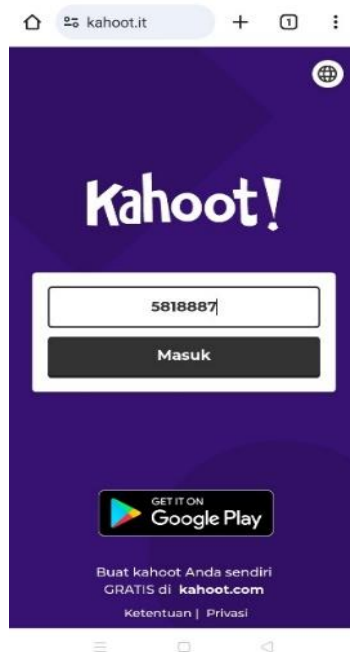 kahoot.it
1
Kahoot!
5818887
Masuk
GET IT ON
Google Play
Buat kahoot Anda sendiri
GRATIS di kahoot.com
Ketentuan | Privasi